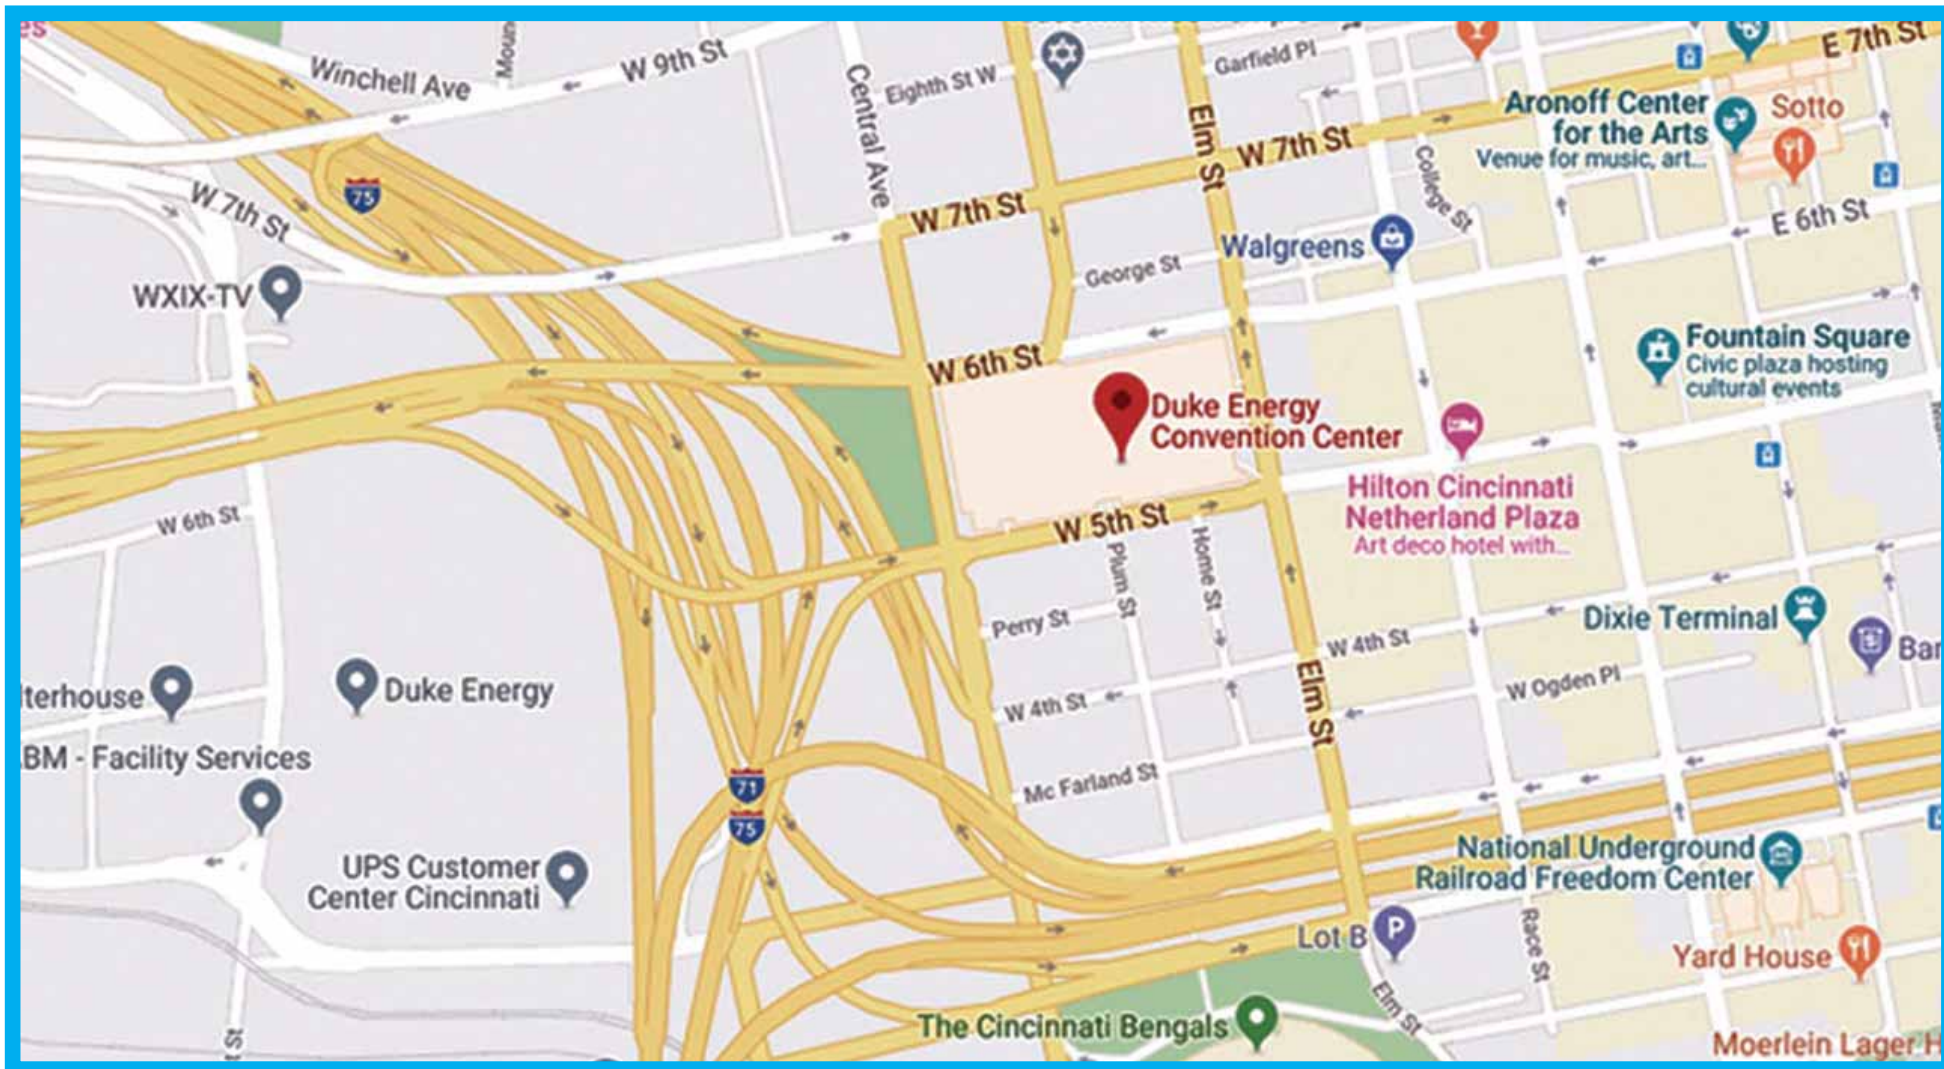 es
Winchell Ave
W 9th St
Central Ave
Eighth St W
Garfield Pl
E 7th St
Elm St
W 7th St
Aronoff Center
for the Arts
Venue for music, art...
Sotto
College St
W 7th St
W 7th St
75
Walgreens
E 6th St
George St
WXIX-TV
W 6th St
Fountain Square
Civic plaza hosting
cultural events
Duke Energy
Convention Center
Hilton Cincinnati
Netherland Plaza
Art deco hotel with...
W 5th St
W 6th St
Plum St
Home St
Perry St
Dixie Terminal
W 4th St
Bar
W Ogden Pl
Elm St
W 4th St
terhouse
Duke Energy
BM - Facility Services
Mc Farland St
71
75
UPS Customer
Center Cincinnati
National Underground
Railroad Freedom Center
Lot B
P
Race St
Yard House
Elm St
The Cincinnati Bengals
t St
Moerlein Lager H